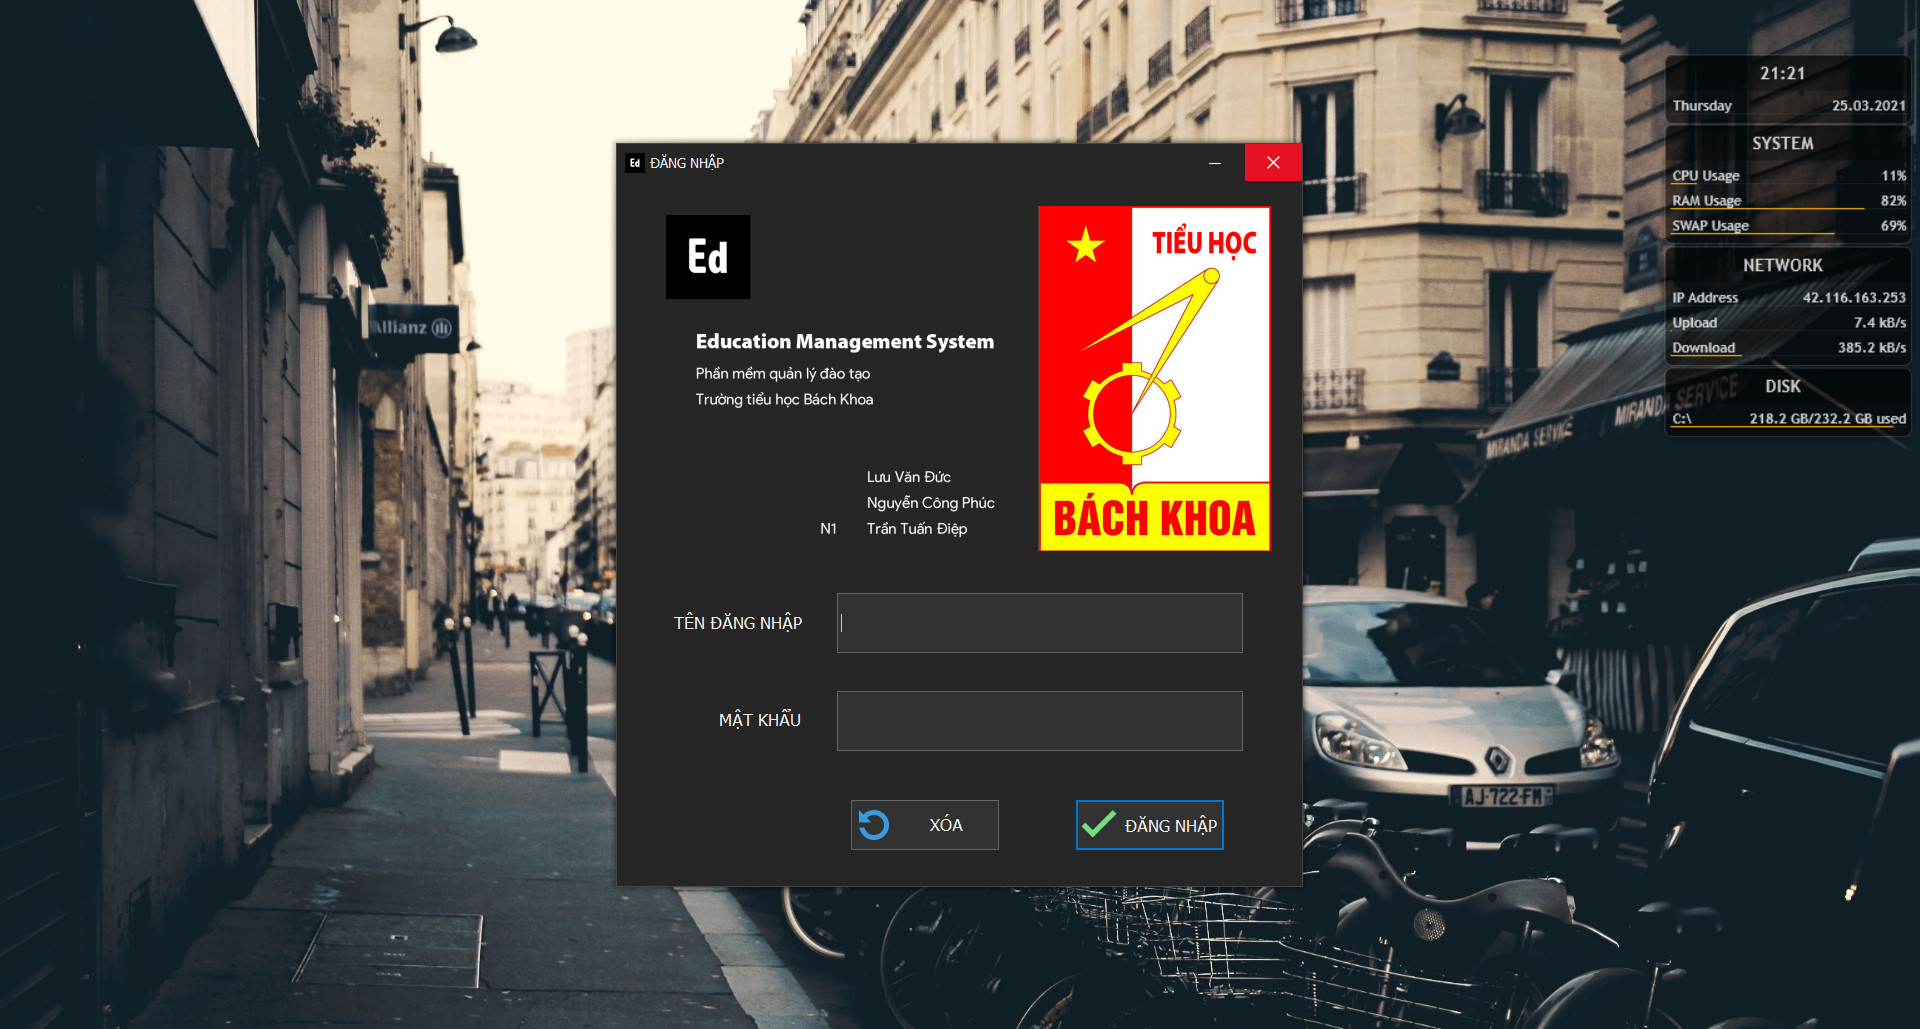 ĐĂNG NHẬP
Ed
Ed
Education Management System
Phần mềm quản lý đào tạo
Trường tiểu học Bách Khoa
Lưu Văn Đức
Nguyễn Công Phúc
N1 Trần Tuấn Điệp
TIỂU HỌC
BÁCH KHOA
TÊN ĐĂNG NHẬP
MẬT KHẨU
XÓA
ĐĂNG NHẬP
21:21
Thursday 25.03.2021
SYSTEM
CPU Usage 11%
RAM Usage 82%
SWAP Usage 69%
NETWORK
IP Address 42.116.163.253
Upload 7.4 kB/s
Download 385.2 kB/s
DISK
C:\ 218.2 GB/232.2 GB used
Allianz
MIRANDA SERVICE
MIRANDA SERVICE
AJ-722-FM